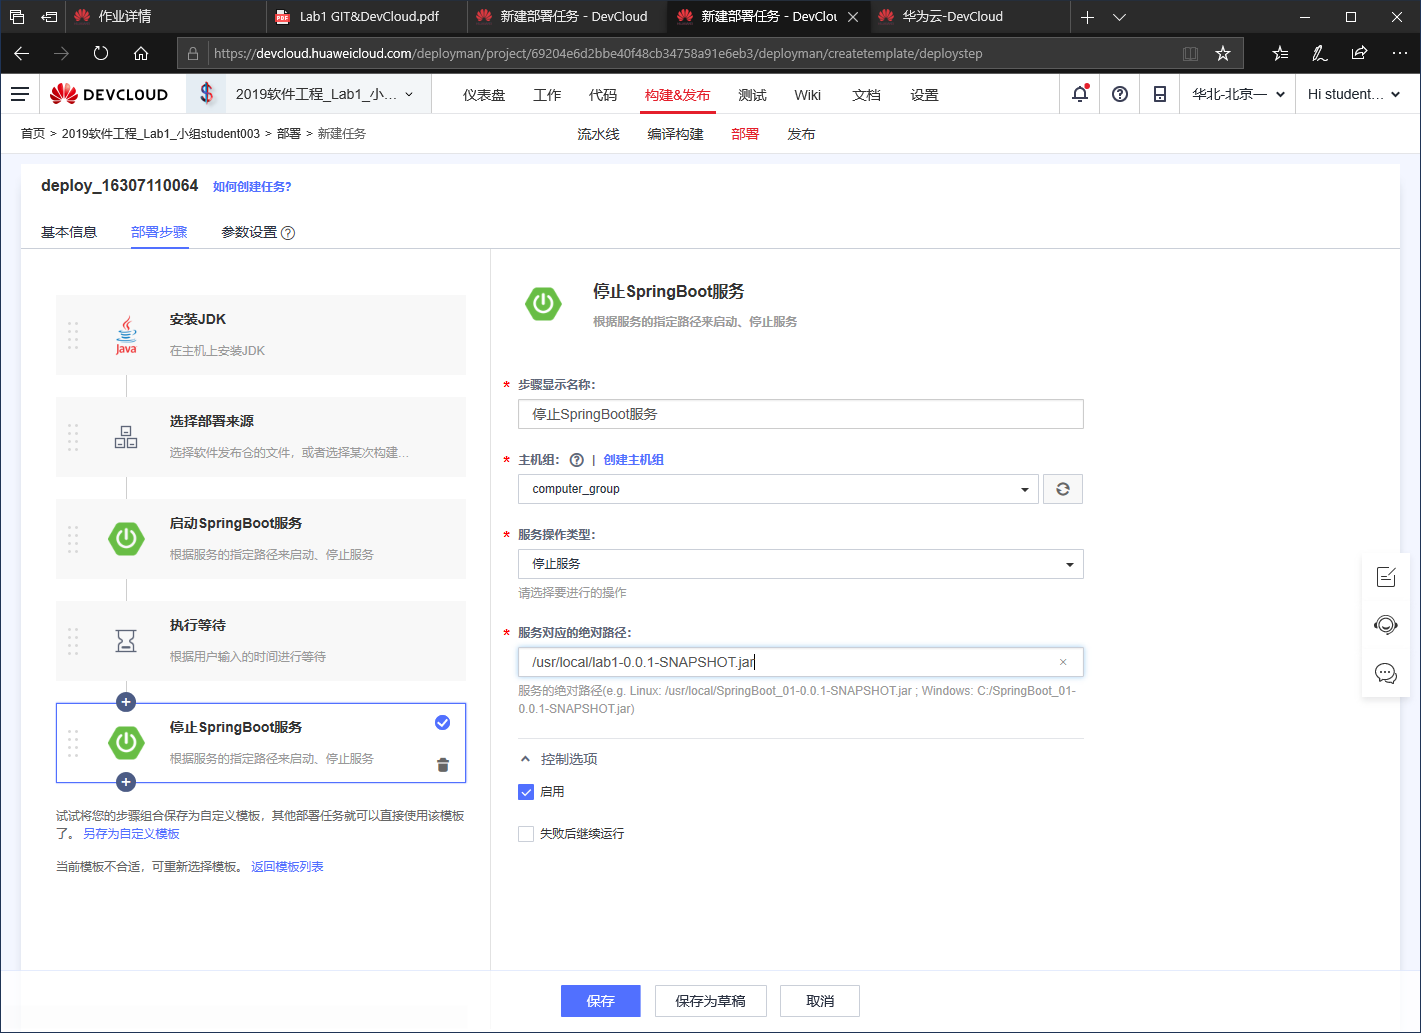 作业详情
Lab1 GIT&DevCloud.pdf
新建部署任务 - DevCloud
新建部署任务 - DevClou
华为云-DevCloud
https://devcloud.huaweicloud.com/deployman/project/69204e6d2bbe40f48cb34758a91e6eb3/deployman/createtemplate/deploystep
DEVCLOUD
2019软件工程_Lab1_小...
仪表盘
工作
代码
构建&发布
测试
Wiki
文档
设置
华北-北京一
Hi student...
首页 > 2019软件工程_Lab1_小组student003 > 部署 > 新建任务
流水线
编译构建
部署
发布
deploy_16307110064
如何创建任务?
基本信息
部署步骤
参数设置
Java
安装JDK
在主机上安装JDK
选择部署来源
选择软件发布仓的文件，或者选择某次构建...
启动SpringBoot服务
根据服务的指定路径来启动、停止服务
执行等待
根据用户输入的时间进行等待
停止SpringBoot服务
根据服务的指定路径来启动、停止服务
试试将您的步骤组合保存为自定义模板，其他部署任务就可以直接使用该模板
了。 另存为自定义模板
当前模板不合适，可重新选择模板。 返回模板列表
停止SpringBoot服务
根据服务的指定路径来启动、停止服务
* 步骤显示名称:
停止SpringBoot服务
* 主机组: | 创建主机组
computer_group
* 服务操作类型:
停止服务
请选择要进行的操作
* 服务对应的绝对路径:
/usr/local/lab1-0.0.1-SNAPSHOT.jar
服务的绝对路径(e.g. Linux: /usr/local/SpringBoot_01-0.0.1-SNAPSHOT.jar ; Windows: C:/SpringBoot_01-
0.0.1-SNAPSHOT.jar)
控制选项
启用
失败后继续运行
保存
保存为草稿
取消